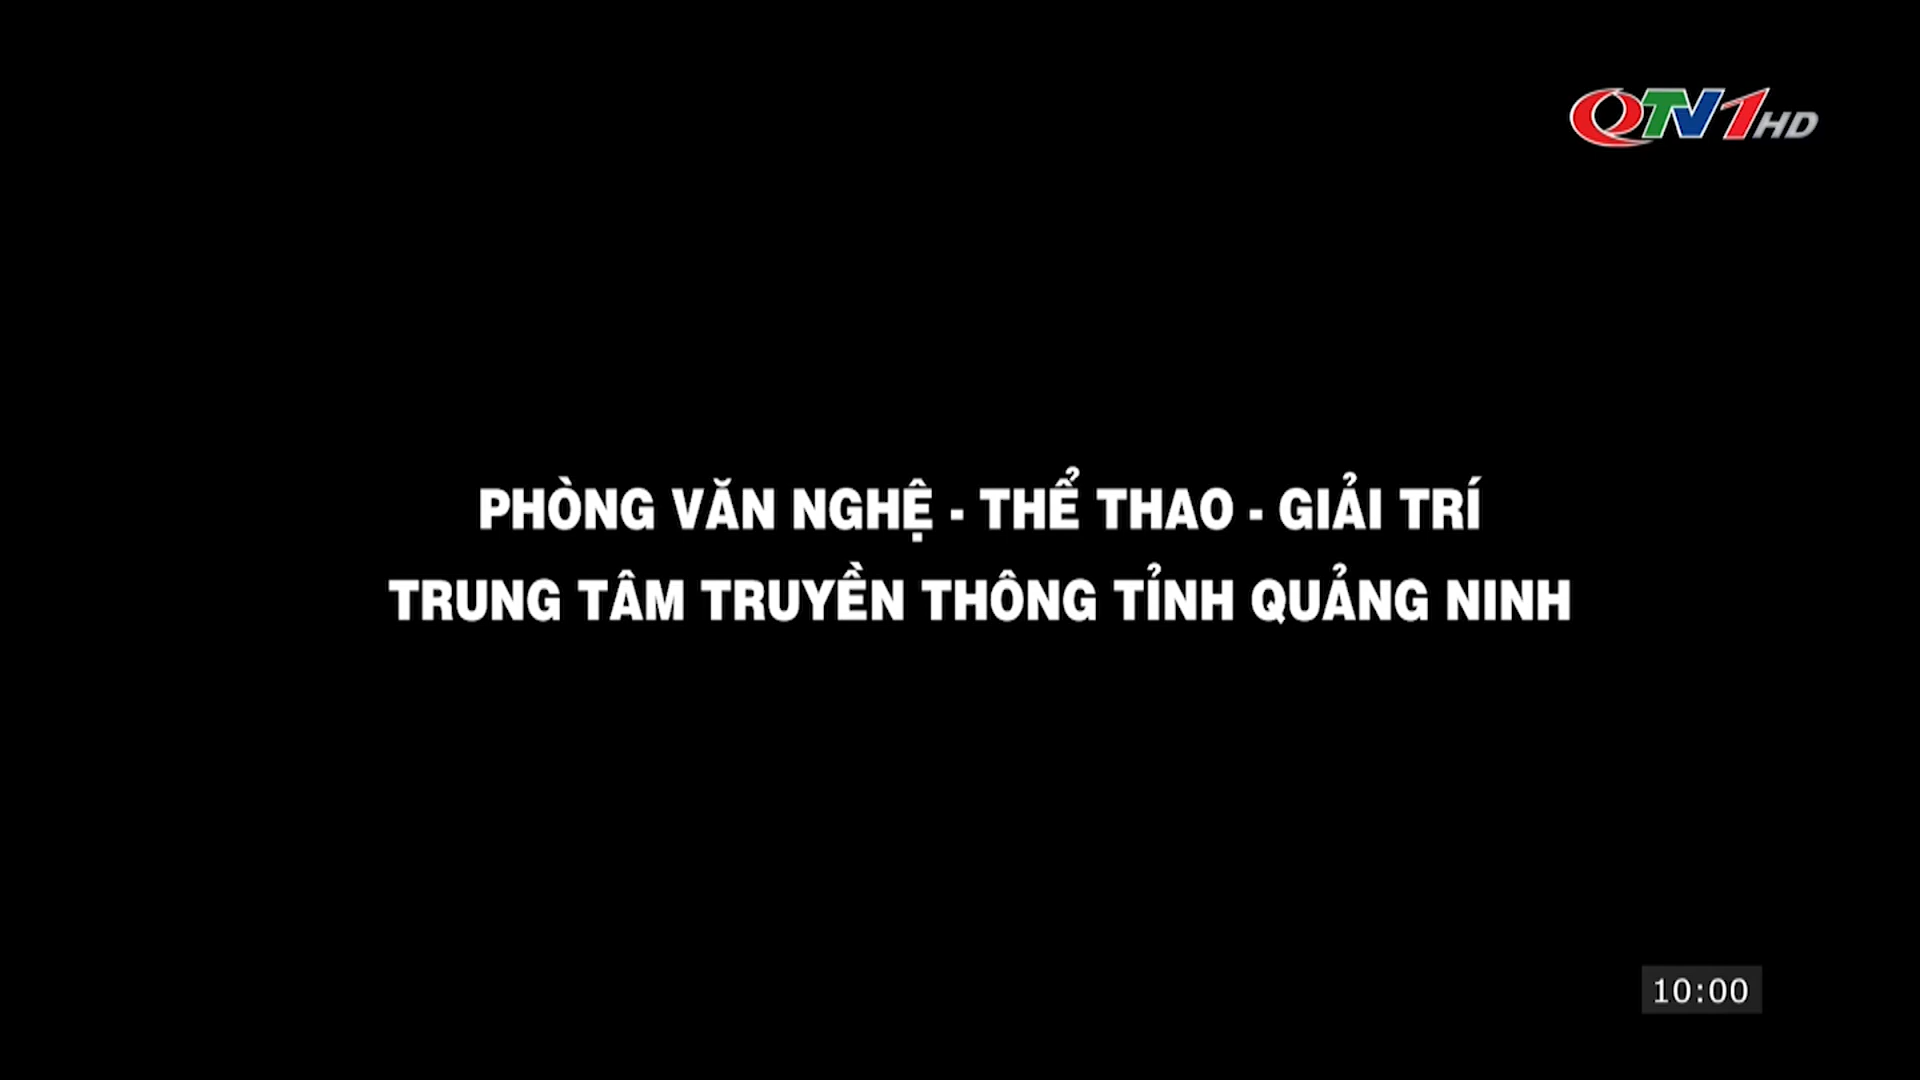 QTV1HD
PHÒNG VĂN NGHỆ - THỂ THAO - GIẢI TRÍ
TRUNG TÂM TRUYỀN THÔNG TỈNH QUẢNG NINH
10:00